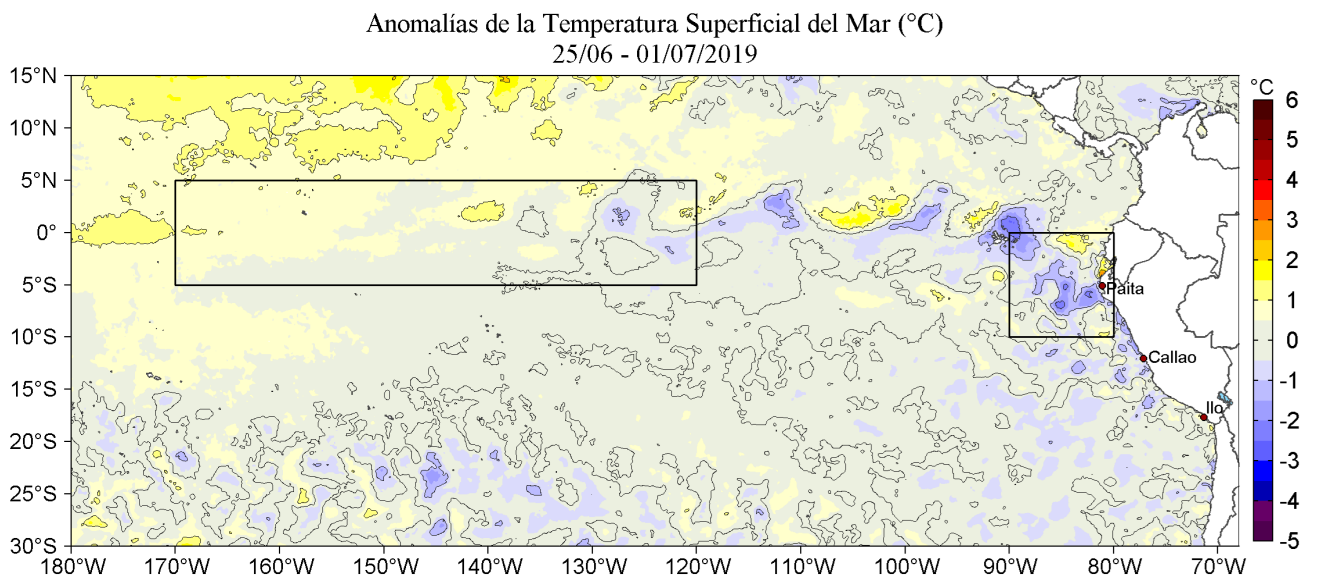 Anomalías de la Temperatura Superficial del Mar (°C)
25/06 - 01/07/2019
15°N
10°N
5°N
0°
5°S
10°S
15°S
20°S
25°S
30°S
180°W 170°W 160°W 150°W 140°W 130°W 120°W 110°W 100°W 90°W 80°W 70°W
Paita
Callao
Ilo
°C
6
5
4
3
2
1
0
-1
-2
-3
-4
-5